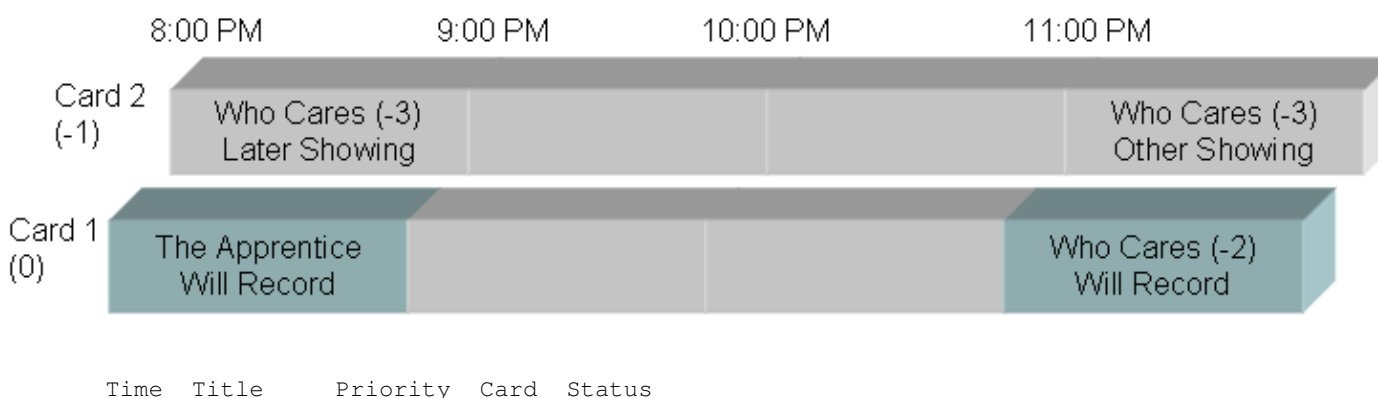 8:00 PM 9:00 PM 10:00 PM 11:00 PM
Card 2
(-1)
Who Cares (-3)
Later Showing
Who Cares (-3)
Other Showing
Card 1
(0)
The Apprentice
Will Record
Who Cares (-2)
Will Record
Time Title Priority Card Status